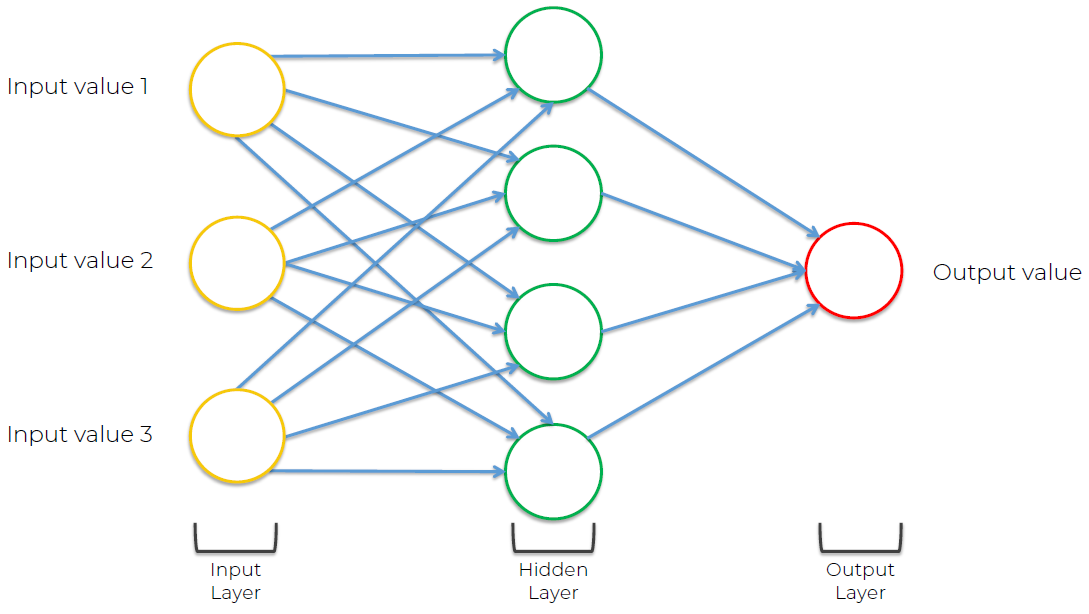 Input value 1
Input value 2
Output value
Input value 3
Input
Layer
Hidden
Layer
Output
Layer